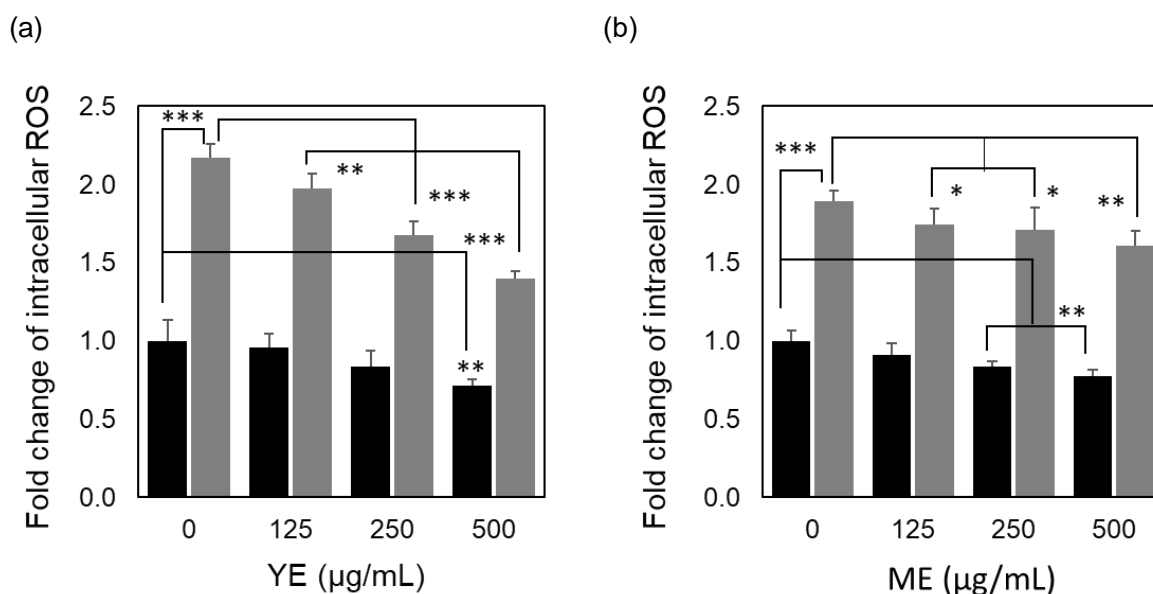 (a)
Fold change of intracellular ROS
2.5
2.0
1.5
1.0
0.5
0.0
***
**
***
***
**
0 125 250 500
YE (µg/mL)
(b)
Fold change of intracellular ROS
2.5
2.0
1.5
1.0
0.5
0.0
***
*
*
**
**
0 125 250 500
ME (µg/mL)